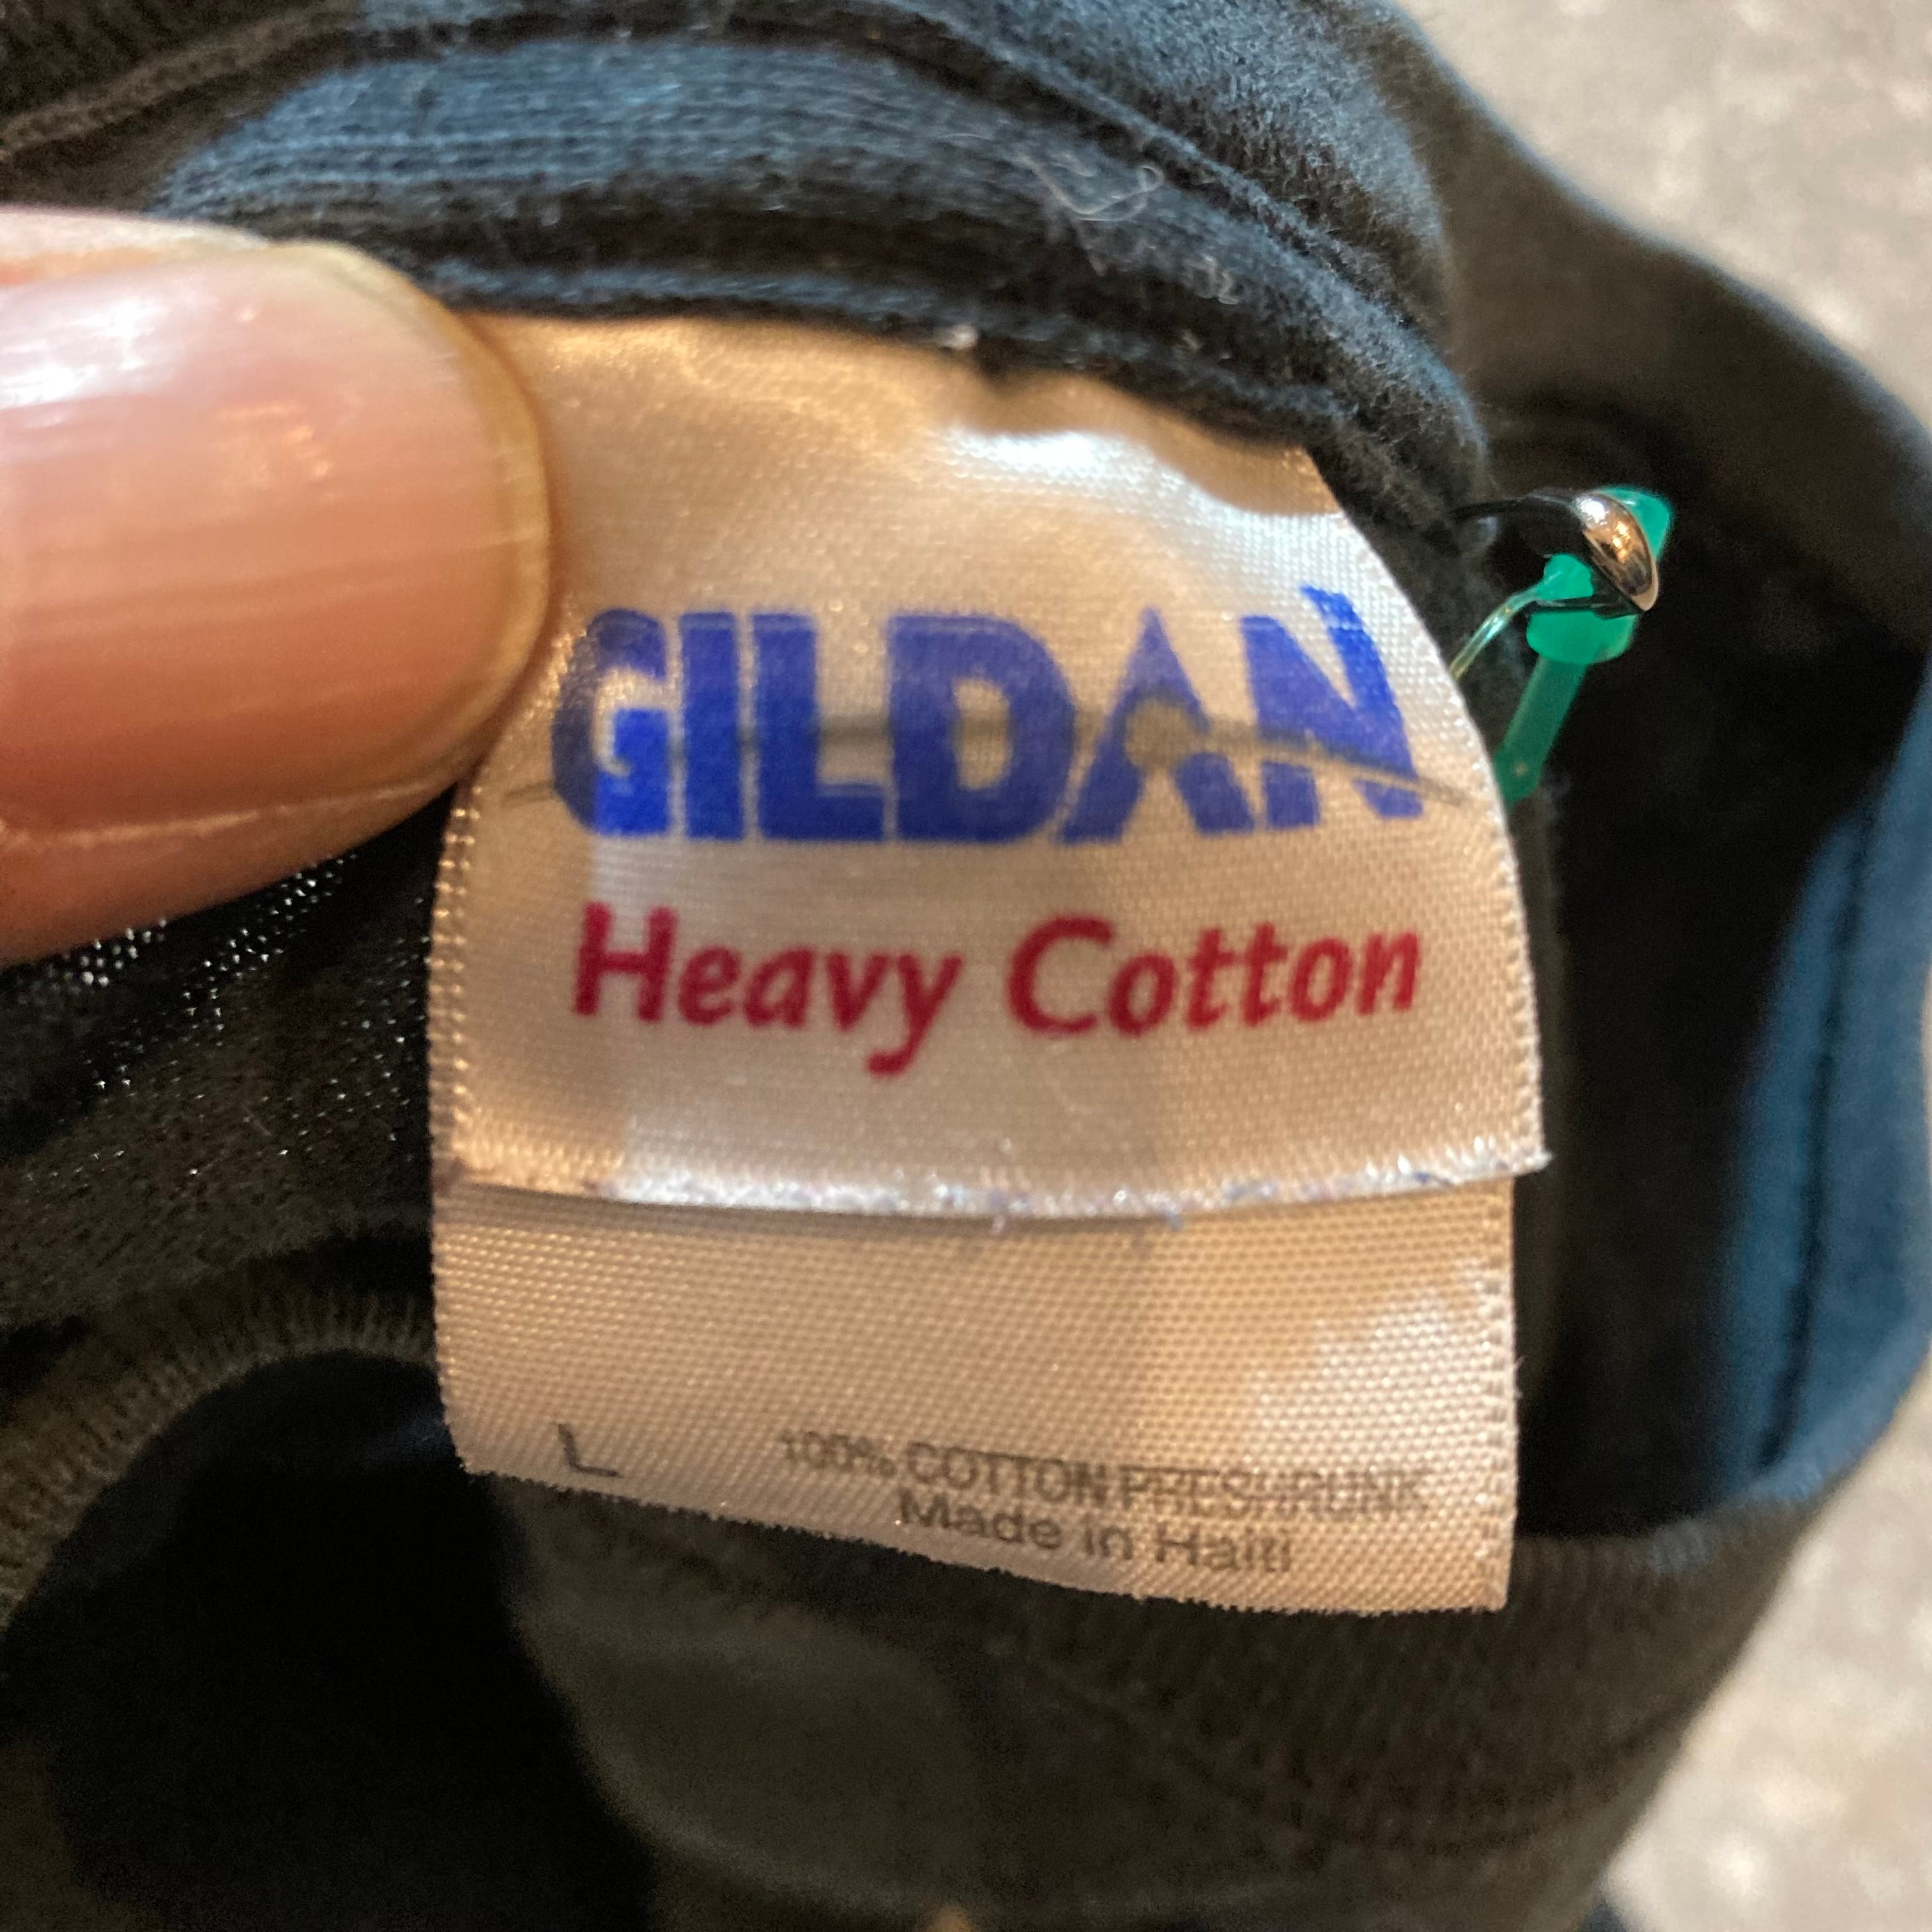 GILDAN
Heavy Cotton
L 100% COTTON PRESHRUNK
Made in Haiti